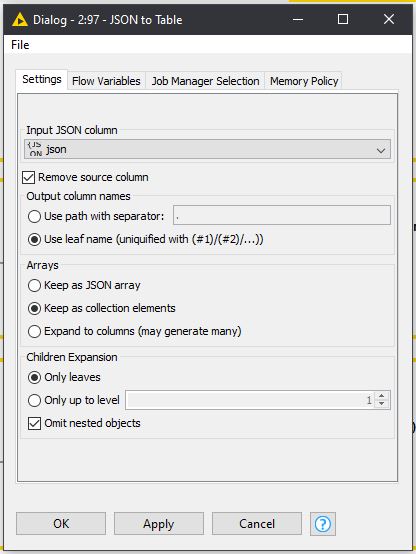 Dialog - 2:97 - JSON to Table
File
Settings Flow Variables Job Manager Selection Memory Policy
Input JSON column
{JS
ON json
Remove source column
Output column names
Use path with separator: .
Use leaf name (uniquified with (#1)/(#2)/...))
Arrays
Keep as JSON array
Keep as collection elements
Expand to columns (may generate many)
Children Expansion
Only leaves
Only up to level 1
Omit nested objects
OK Apply Cancel ?